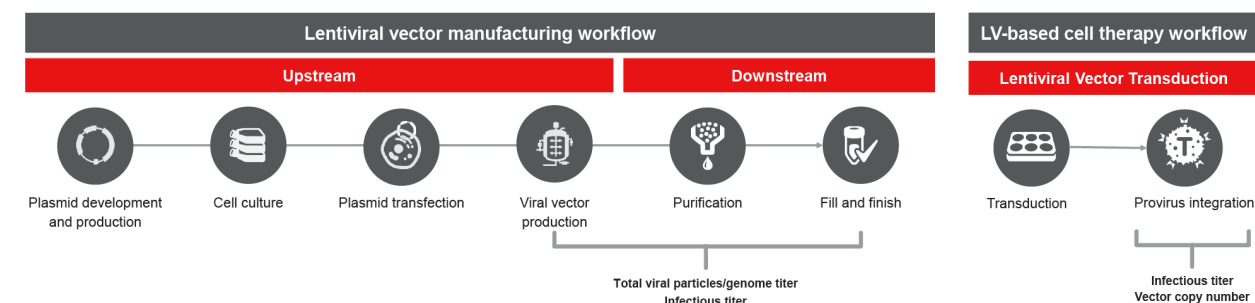 Lentiviral vector manufacturing workflow
LV-based cell therapy workflow
Upstream
Downstream
Lentiviral Vector Transduction
Plasmid development
and production
Cell culture
Plasmid transfection
Viral vector
production
Purification
Fill and finish
Transduction
T
Provirus integration
Total viral particles/genome titer
Infectious titer
Infectious titer
Vector copy number